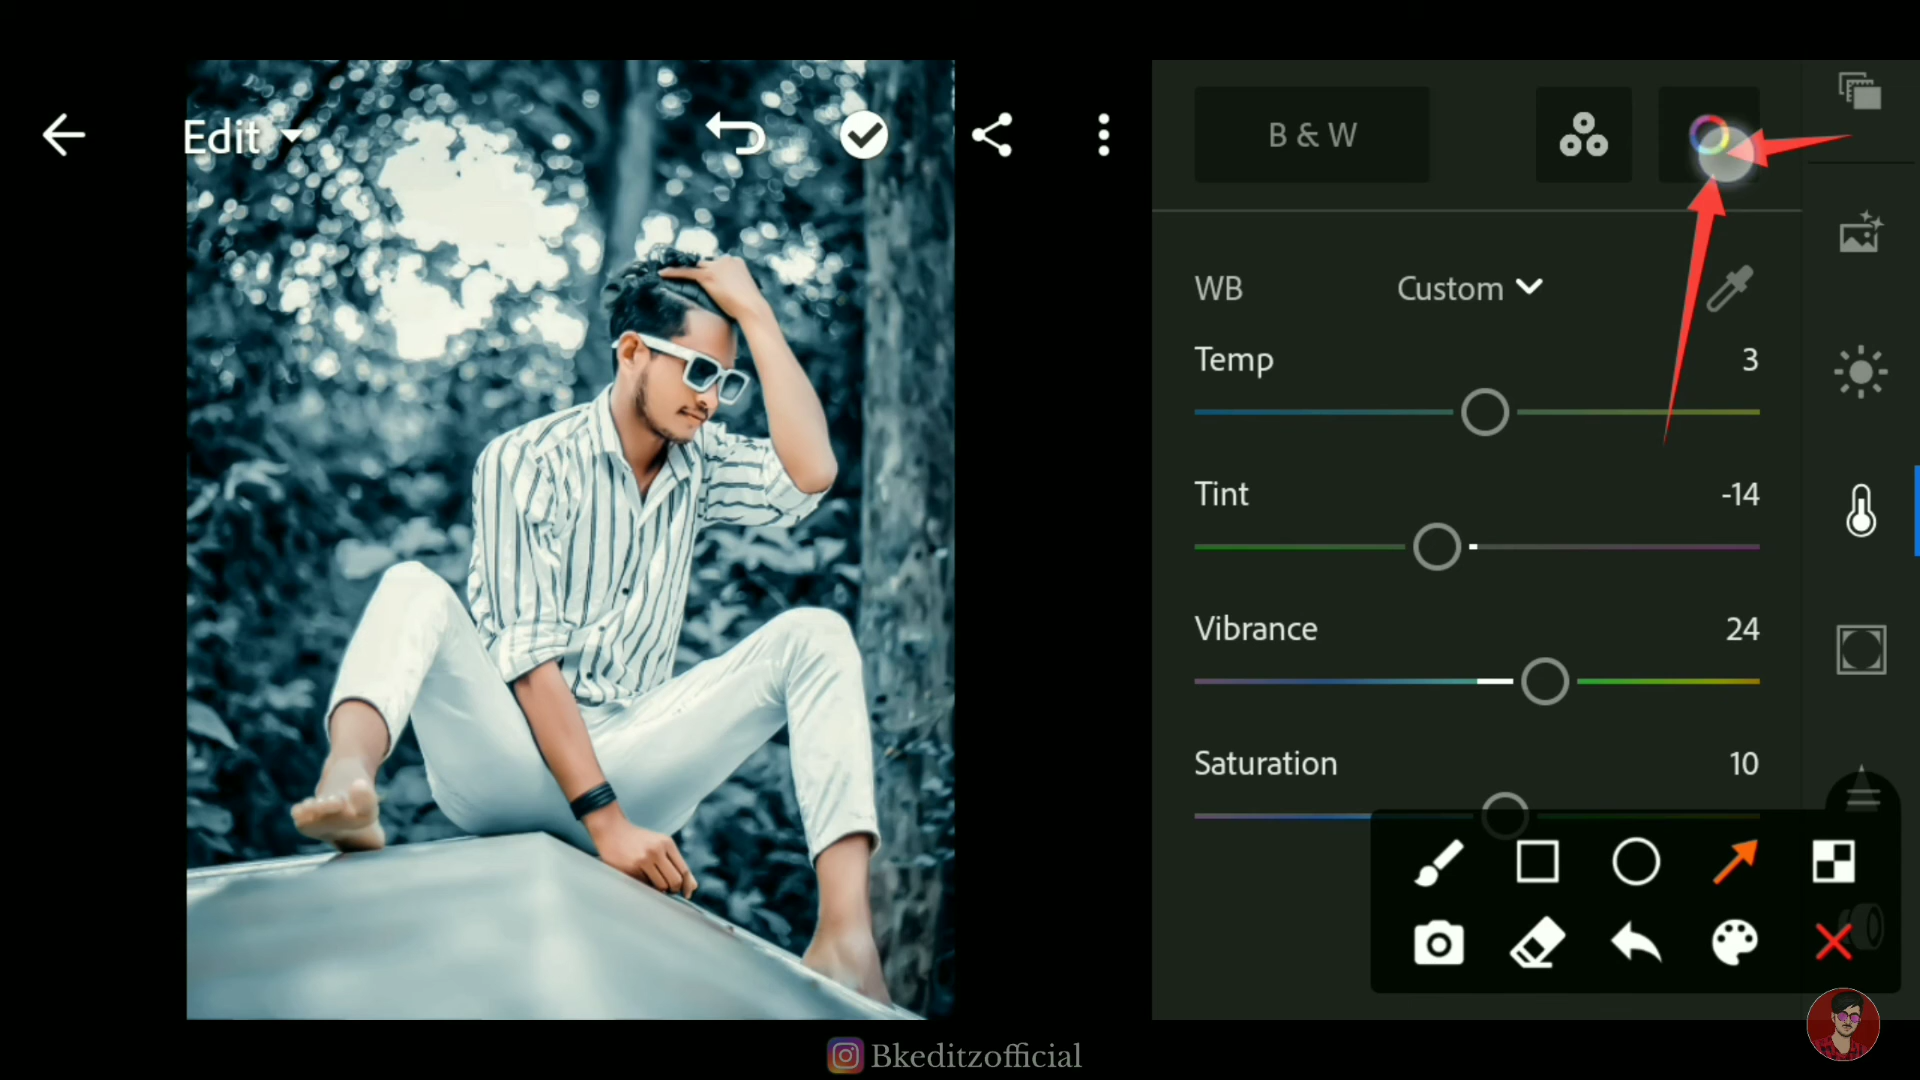 Edit
B & W
WB Custom
Temp 3
Tint -14
Vibrance 24
Saturation 10
Bkeditzofficial